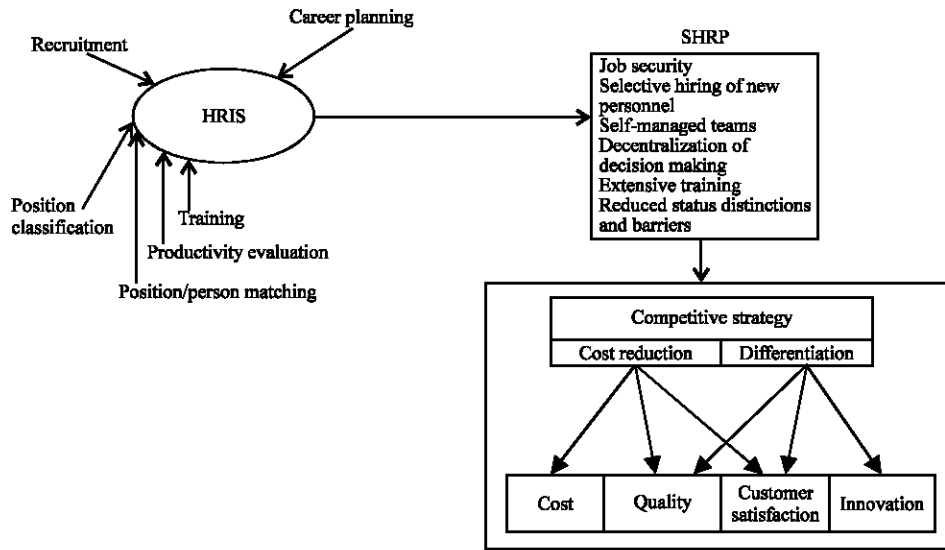 Career planning
Recruitment
HRIS
Position
classification
Training
Productivity evaluation
Position/person matching
SHRP
Job security
Selective hiring of new
personnel
Self-managed teams
Decentralization of
decision making
Extensive training
Reduced status distinctions
and barriers
Competitive strategy
Cost reduction
Differentiation
Cost
Quality
Customer
satisfaction
Innovation